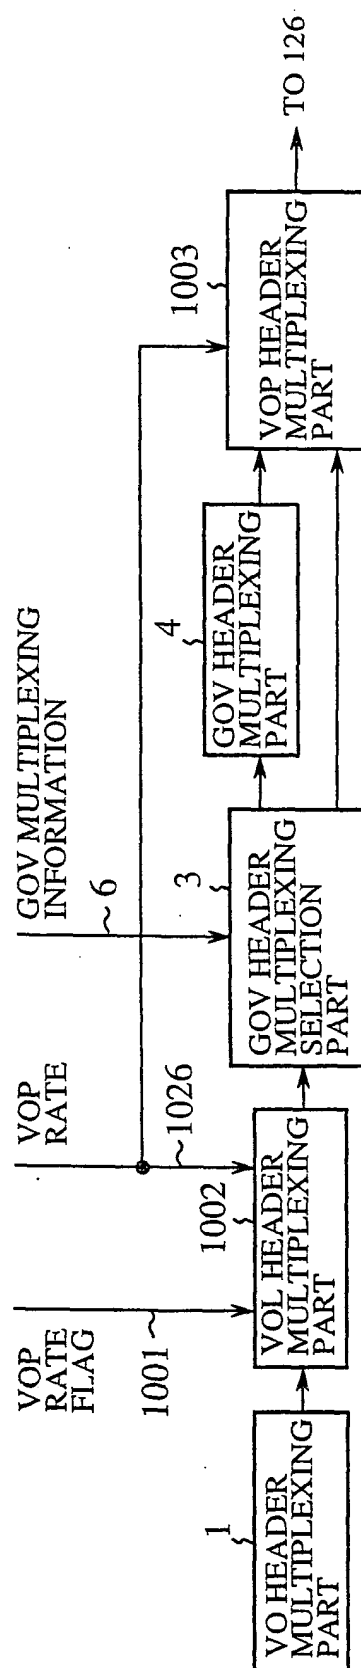 VOP
RATE
FLAG
1001
VOP
RATE
1026
GOV MULTIPLEXING
INFORMATION
6
1
VO HEADER
MULTIPLEXING
PART
1002
VOL HEADER
MULTIPLEXING
PART
3
GOV HEADER
MULTIPLEXING
SELECTION
PART
4
GOV HEADER
MULTIPLEXING
PART
1003
VOP HEADER
MULTIPLEXING
PART
TO 126